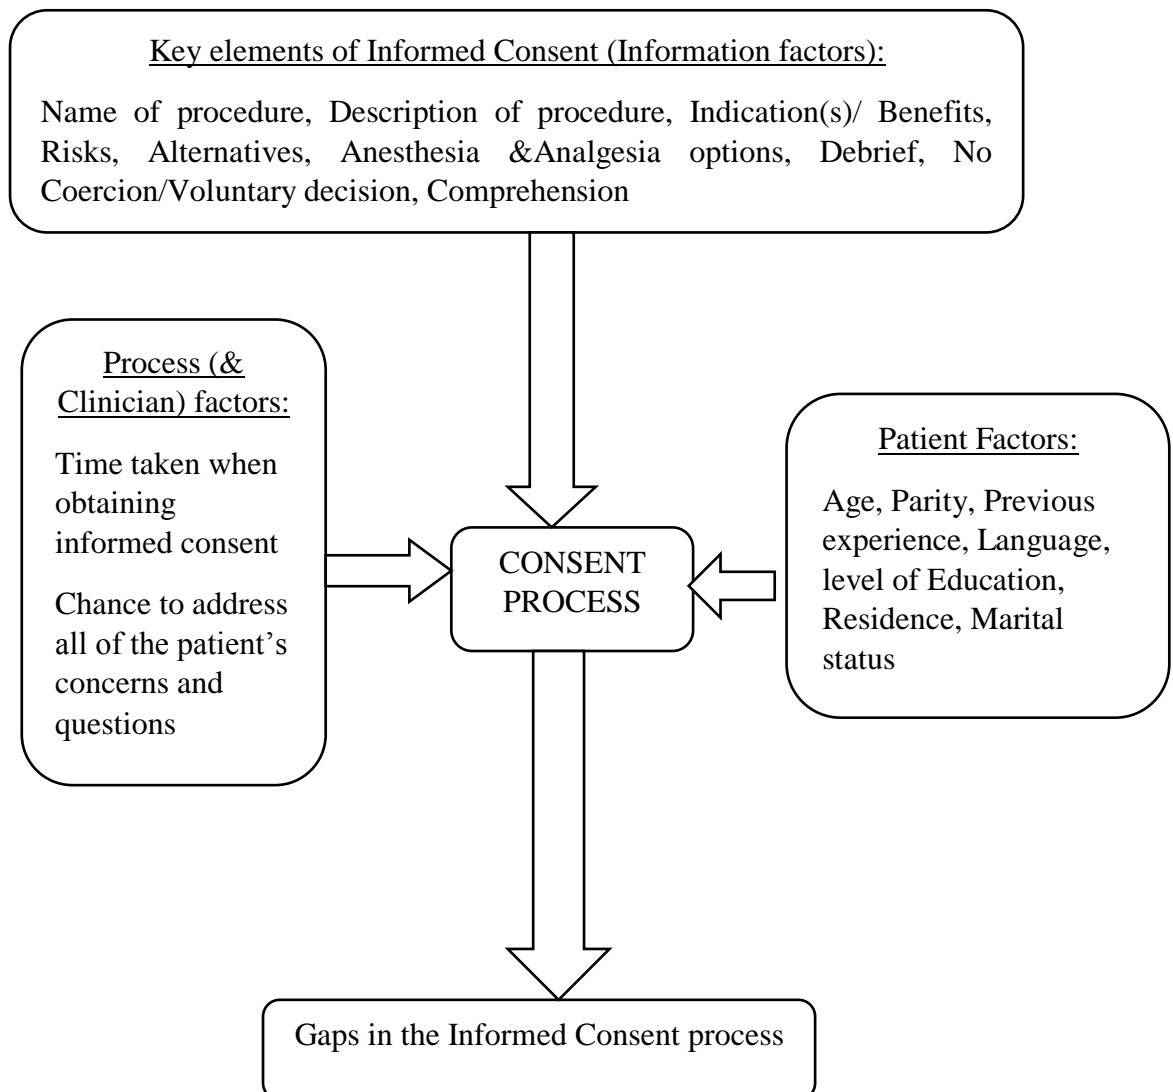 Key elements of Informed Consent (Information factors):
Name of procedure, Description of procedure, Indication(s)/ Benefits,
Risks, Alternatives, Anesthesia &Analgesia options, Debrief, No
Coercion/Voluntary decision, Comprehension
Process (&
Clinician) factors:
Time taken when
obtaining
informed consent
Chance to address
all of the patient’s
concerns and
questions
CONSENT
PROCESS
Patient Factors:
Age, Parity, Previous
experience, Language,
level of Education,
Residence, Marital
status
Gaps in the Informed Consent process